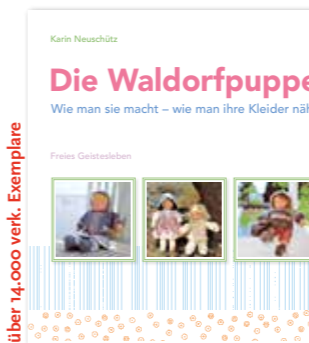 Karin Neuschütz
Die Waldorfpuppe
Wie man sie macht – wie man ihre Kleider näh
Freies Geistesleben
über 14.000 verk. Exemplare